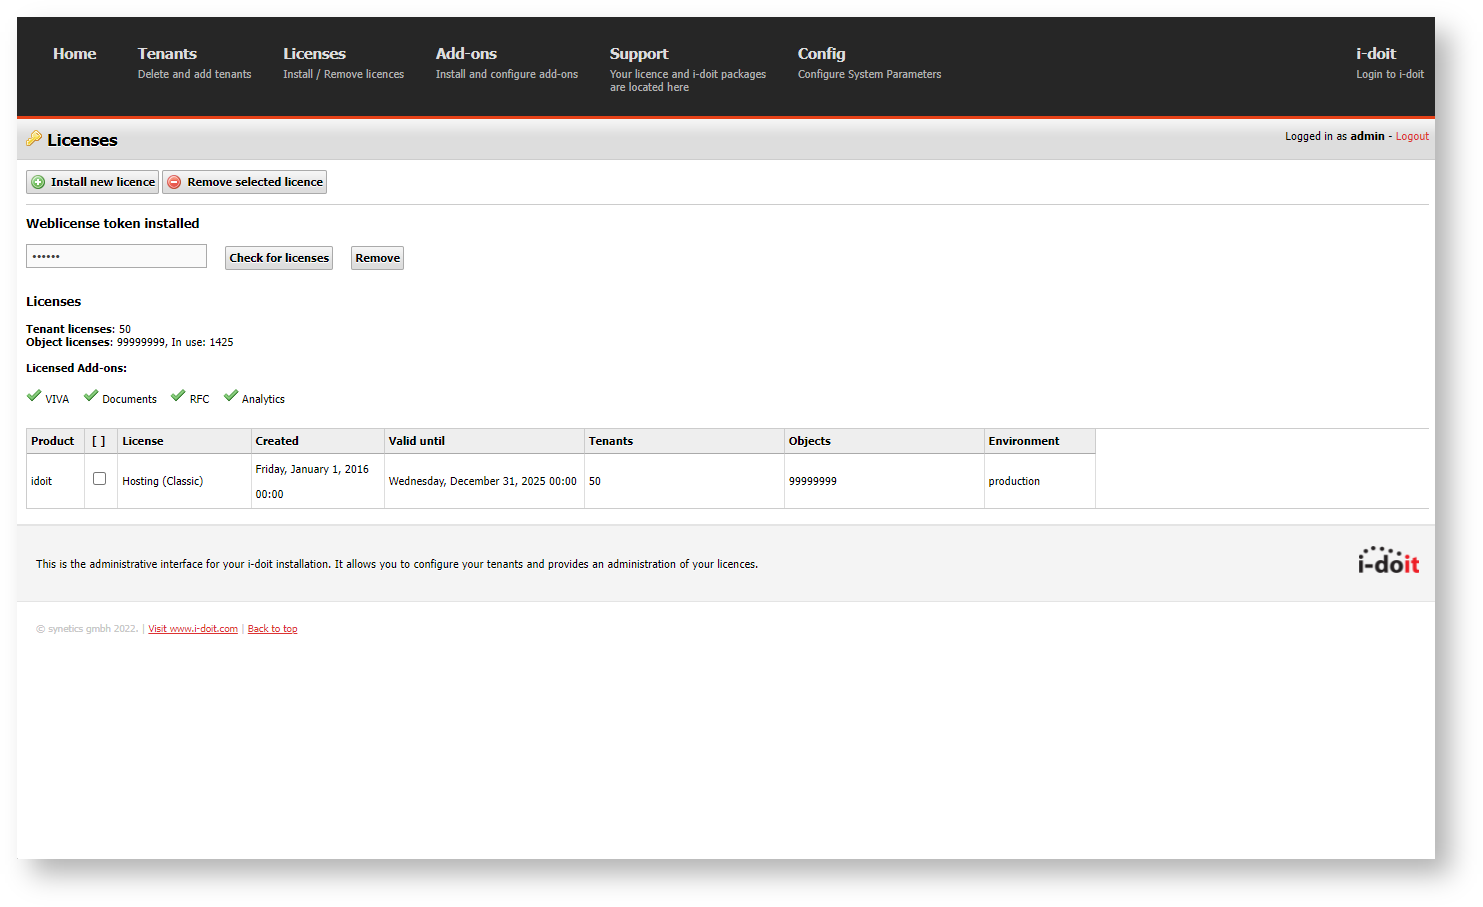 Home
Tenants
Delete and add tenants
Licenses
Install / Remove licences
Add-ons
Install and configure add-ons
Support
Your licence and i-doit packages
are located here
Config
Configure System Parameters
i-doit
Login to i-doit
Licenses
Logged in as admin - Logout
Install new licence
Remove selected licence
Weblicense token installed
••••••
Check for licenses
Remove
Licenses
Tenant licenses: 50
Object licenses: 99999999, In use: 1425
Licensed Add-ons:
VIVA Documents RFC Analytics
Product [ ] License Created Valid until Tenants Objects Environment
idoit Hosting (Classic) Friday, January 1, 2016
00:00
Wednesday, December 31, 2025 00:00 50 99999999 production
This is the administrative interface for your i-doit installation. It allows you to configure your tenants and provides an administration of your licences.
i-doit
© synetics gmbh 2022. | Visit www.i-doit.com | Back to top